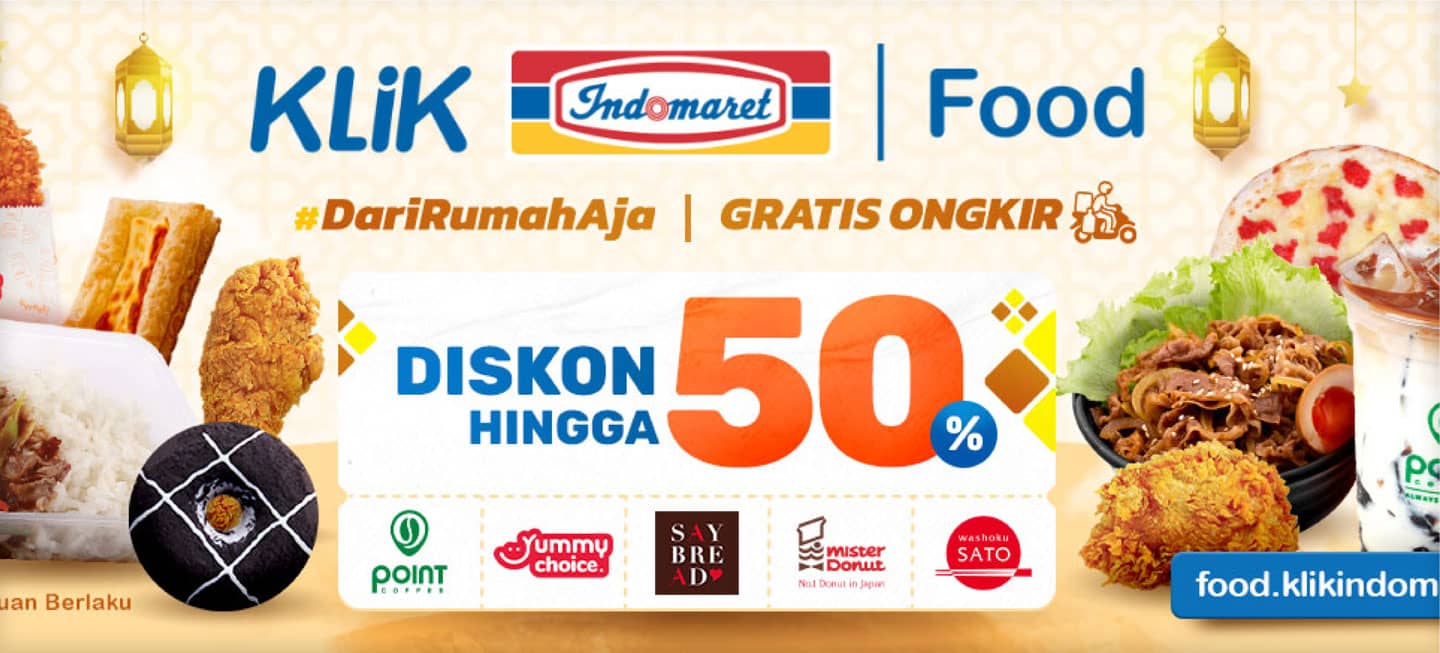 KLiK Indomaret | Food
#DariRumahAja | GRATIS ONGKIR
DISKON
HINGGA
50%
POINT
COFFEE
Yummy
choice.
SAY
BRE
AD
mister
Donut
No.1 Donut in Japan
washoku
SATO
uan Berlaku
food.klikindom